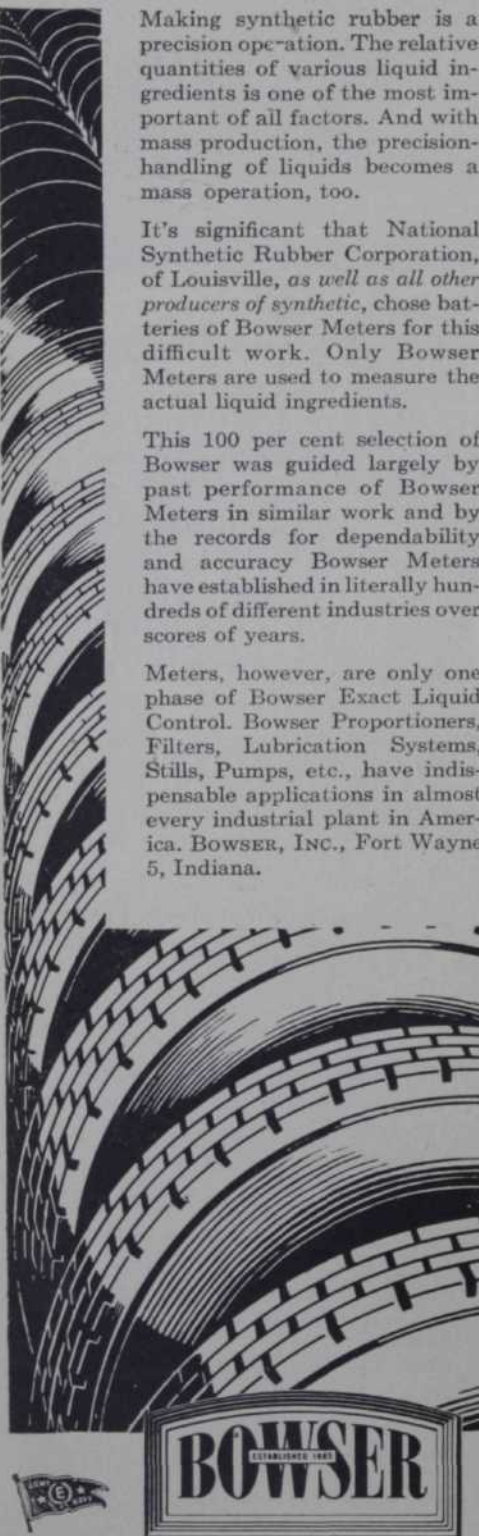 Making synthetic rubber is a
precision operation. The relative
quantities of various liquid in-
gredients is one of the most im-
portant of all factors. And with
mass production, the precision-
handling of liquids becomes a
mass operation, too.
It's significant that National
Synthetic Rubber Corporation,
of Louisville, as well as all other
producers of synthetic, chose bat-
teries of Bowser Meters for this
difficult work. Only Bowser
Meters are used to measure the
actual liquid ingredients.
This 100 per cent selection of
Bowser was guided largely by
past performance of Bowser
Meters in similar work and by
the records for dependability
and accuracy Bowser Meters
have established in literally hun-
dreds of different industries over
scores of years.
Meters, however, are only one
phase of Bowser Exact Liquid
Control. Bowser Proportioners,
Filters, Lubrication Systems,
Stills, Pumps, etc., have indis-
pensable applications in almost
every industrial plant in Amer-
ica. BOWSER, INC., Fort Wayne
5, Indiana.
BOWSER
ESTABLISHED 1885
ARMY
E
NAVY